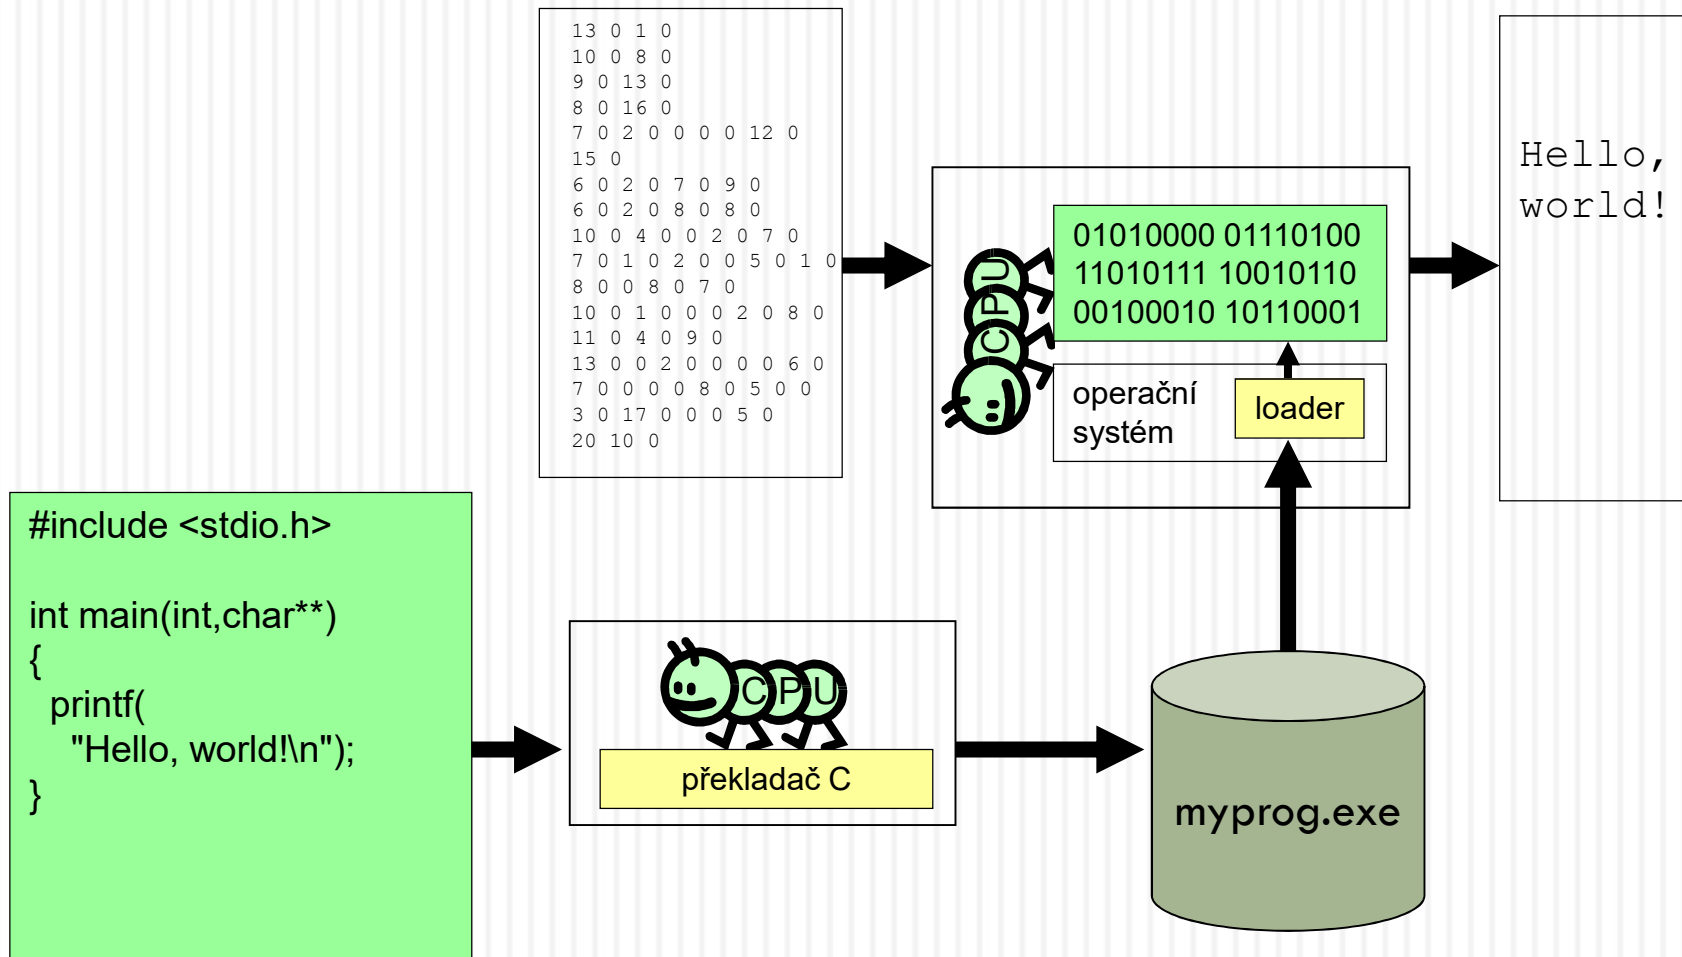 13 0 1 0
10 0 8 0
9 0 13 0
8 0 16 0
7 0 2 0 0 0 0 12 0
15 0
6 0 2 0 7 0 9 0
6 0 2 0 8 0 8 0
10 0 4 0 0 2 0 7 0
7 0 1 0 2 0 0 5 0 1 0
8 0 0 8 0 7 0
10 0 1 0 0 0 2 0 8 0
11 0 4 0 9 0
13 0 0 2 0 0 0 0 6 0
7 0 0 0 0 8 0 5 0 0
3 0 17 0 0 0 5 0
20 10 0
CPU
01010000 01110100
11010111 10010110
00100010 10110001
operační
systém
loader
Hello,
world!
#include <stdio.h>
int main(int,char**)
{
printf(
"Hello, world!\n");
}
CPU
překladač C
myprog.exe